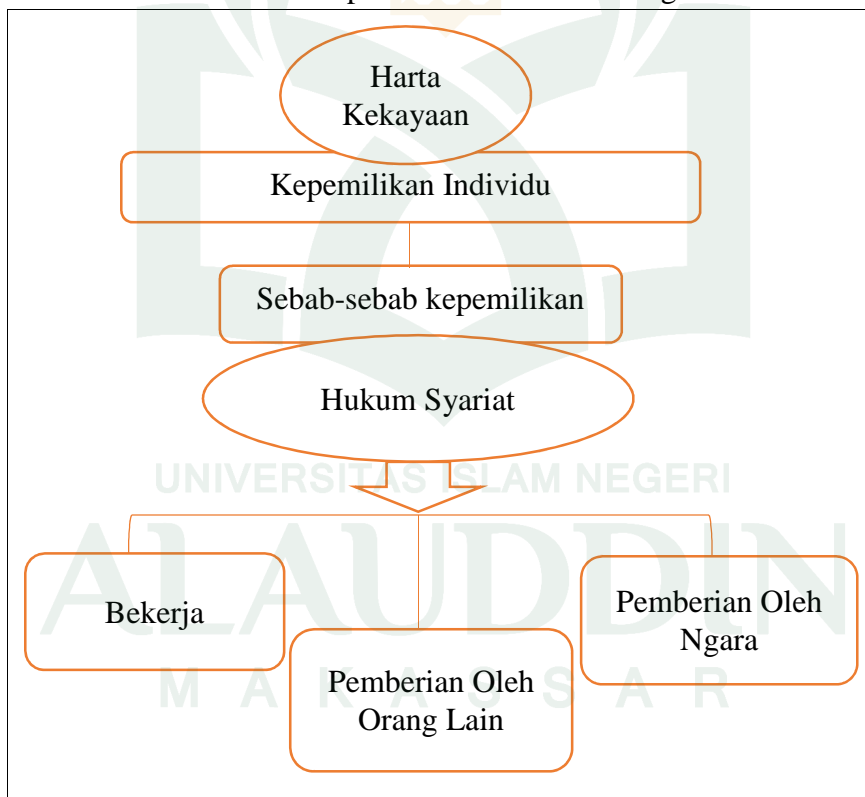 Harta
Kekayaan
Kepemilikan Individu
Sebab-sebab kepemilikan
Hukum Syariat
UNIVERSITAS ISLAM NEGERI
ALAUDDIN
MAKASSAR
Bekerja
Pemberian Oleh
Orang Lain
Pemberian Oleh
Ngara